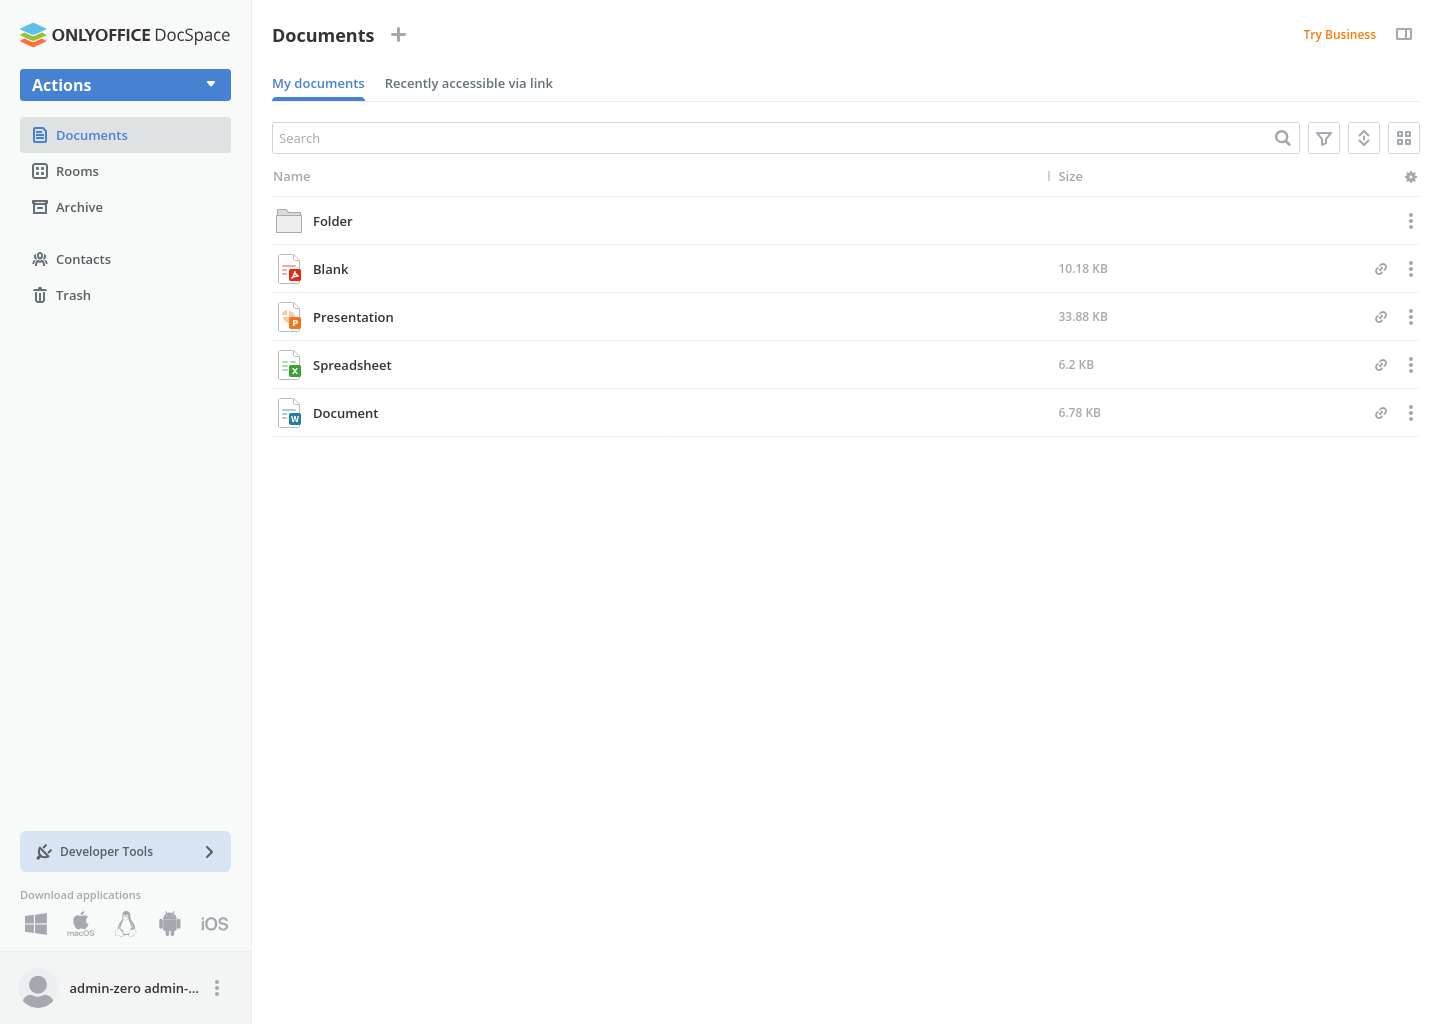 ONLYOFFICE DocSpace
Actions
Documents
Rooms
Archive
Contacts
Trash
Developer Tools
Download applications
macOS
iOS
admin-zero admin-...
Documents
Try Business
My documents
Recently accessible via link
Search
Name
Size
Folder
Blank
10.18 KB
P
Presentation
33.88 KB
X
Spreadsheet
6.2 KB
W
Document
6.78 KB